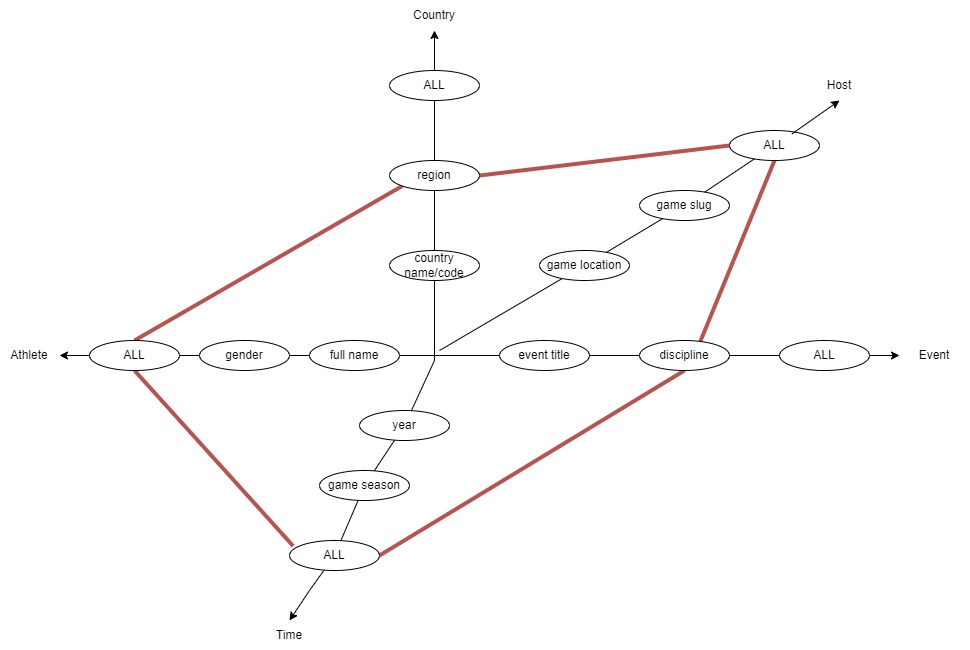 Country
ALL
Host
ALL
region
game slug
country
name/code
game location
Athlete
ALL
gender
full name
event title
discipline
ALL
Event
year
game season
ALL
Time